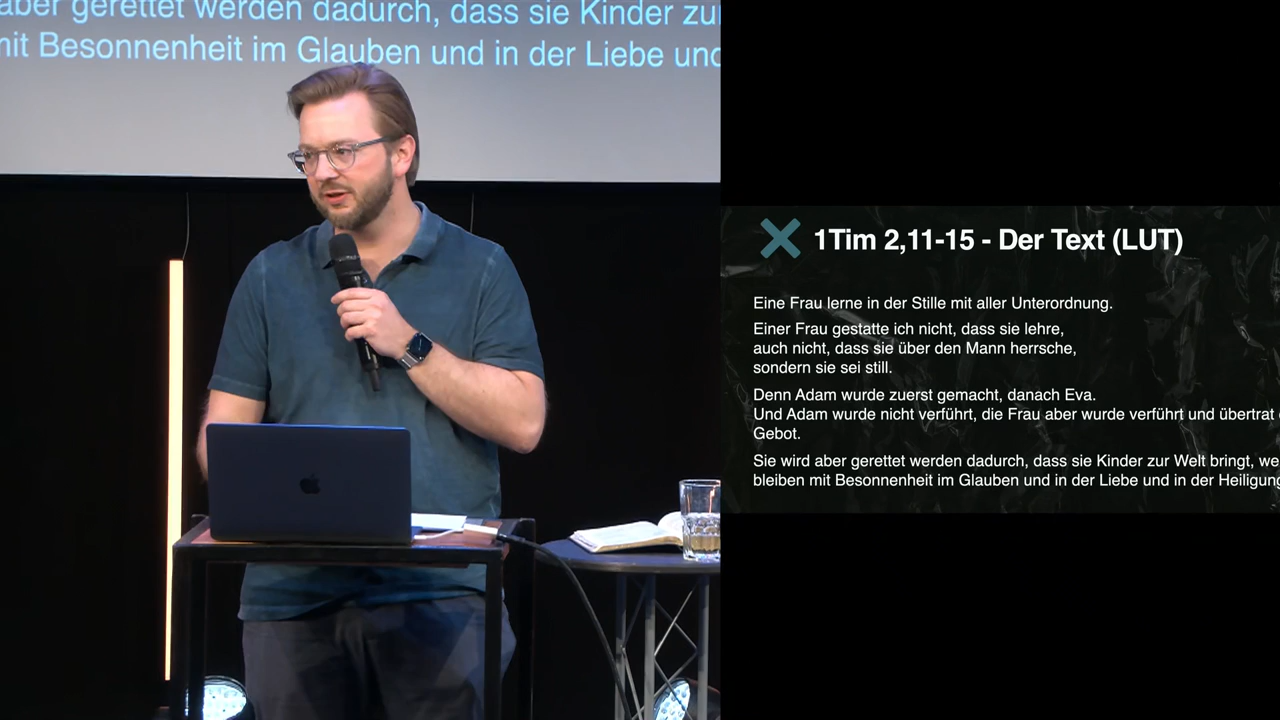 aber gerettet werden dadurch, dass sie Kinder zu
mit Besonnenheit im Glauben und in der Liebe und
1Tim 2,11-15 - Der Text (LUT)
Eine Frau lerne in der Stille mit aller Unterordnung.
Einer Frau gestatte ich nicht, dass sie lehre,
auch nicht, dass sie über den Mann herrsche,
sondern sie sei still.
Denn Adam wurde zuerst gemacht, danach Eva.
Und Adam wurde nicht verführt, die Frau aber wurde verführt und übertrat
Gebot.
Sie wird aber gerettet werden dadurch, dass sie Kinder zur Welt bringt, we
bleiben mit Besonnenheit im Glauben und in der Liebe und in der Heiligung